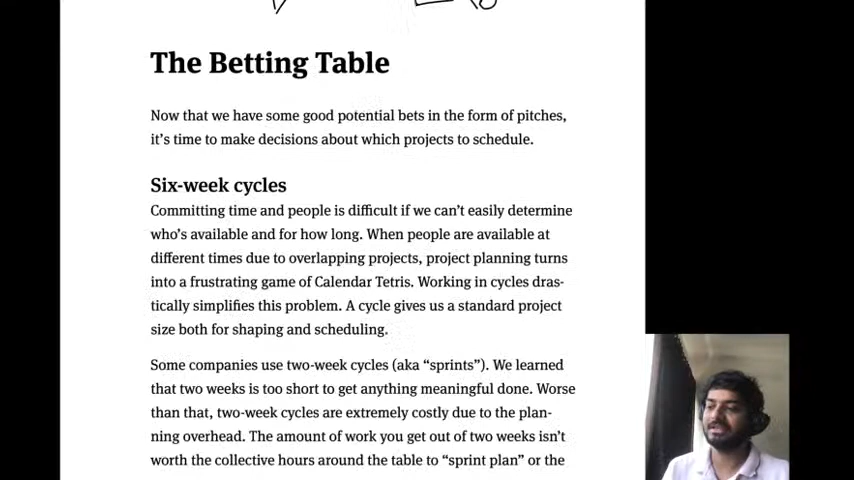 The Betting Table
Now that we have some good potential bets in the form of pitches,
it's time to make decisions about which projects to schedule.
Six-week cycles
Committing time and people is difficult if we can't easily determine
who's available and for how long. When people are available at
different times due to overlapping projects, project planning turns
into a frustrating game of Calendar Tetris. Working in cycles dras-
tically simplifies this problem. A cycle gives us a standard project
size both for shaping and scheduling.
Some companies use two-week cycles (aka “sprints”). We learned
that two weeks is too short to get anything meaningful done. Worse
than that, two-week cycles are extremely costly due to the plan-
ning overhead. The amount of work you get out of two weeks isn't
worth the collective hours around the table to “sprint plan” or the